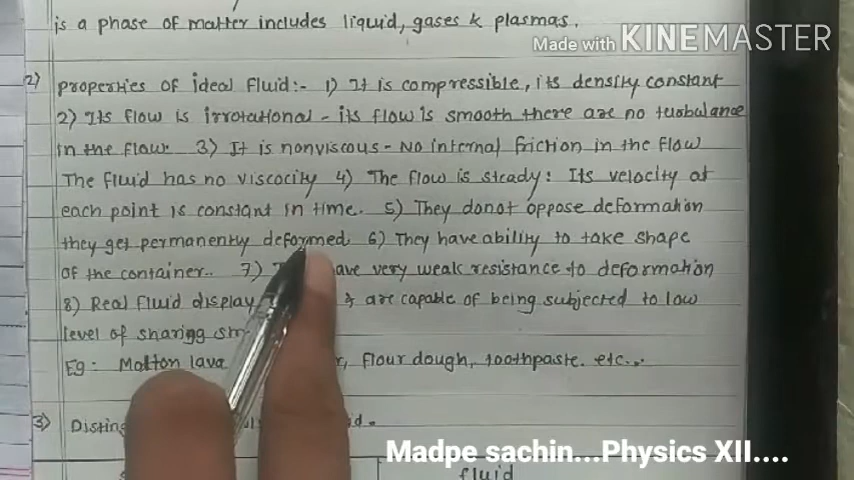 is a phase of matter includes liquid, gases & plasmas.
Made with KINEMASTER
2) properties of ideal fluid:- 1) It is compressible, its density constant
2) Its flow is irrotational - its flow is smooth there are no turbulance
in the flow. 3) It is nonviscous - No internal friction in the flow
The fluid has no viscocity 4) The flow is steady: Its velocity at
each point is constant in time. 5) They donot oppose deformation
they get permanently deformed. 6) They have ability to take shape
of the container.. 7) ave very weak resistance to deformation
8) Real fluid display & are capable of being subjected to low
level of sharing
Eg:- Molton lava flour dough, toothpaste. etc...
3) Disting
Madpe sachin...Physics XII....
fluid